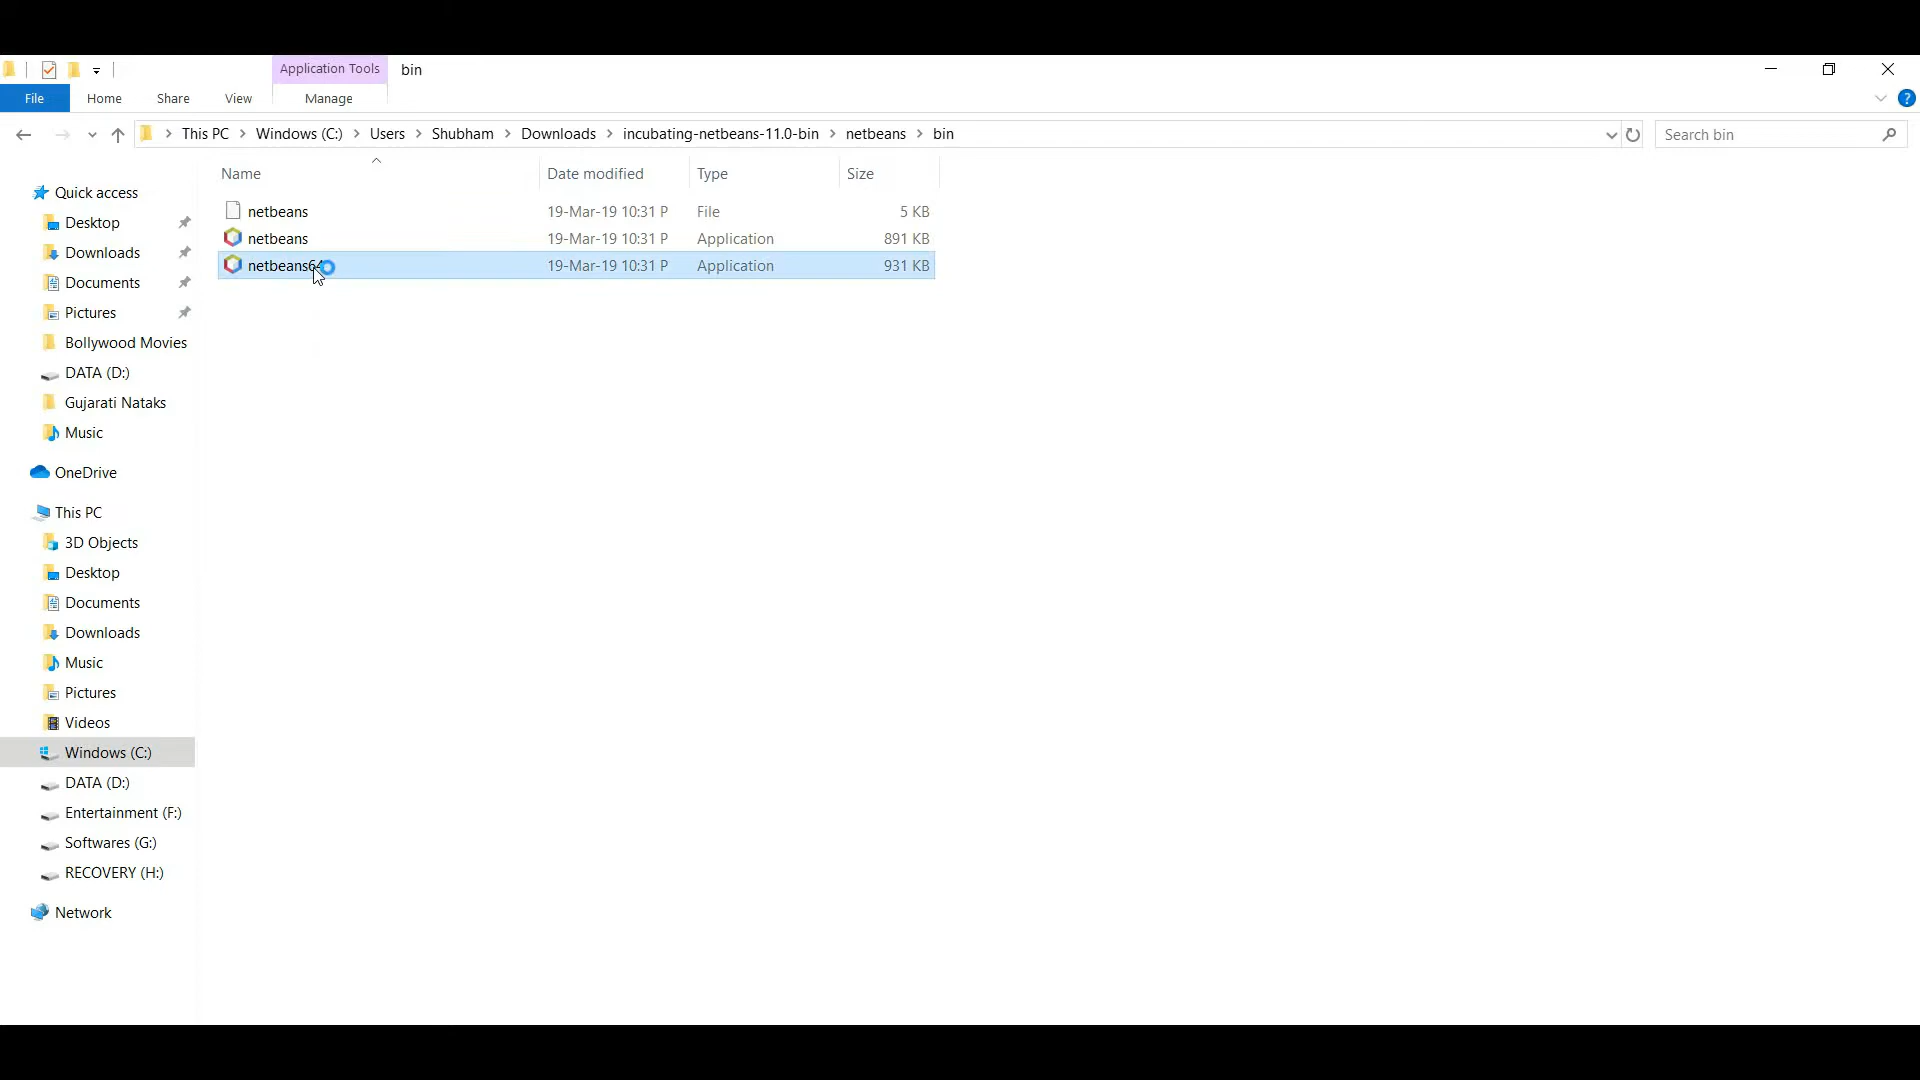 Application Tools bin
File Home Share View Manage
This PC Windows (C:) Users Shubham Downloads incubating-netbeans-11.0-bin netbeans bin Search bin
Name Date modified Type Size
netbeans 19-Mar-19 10:31 P File 5 KB
netbeans 19-Mar-19 10:31 P Application 891 KB
netbeans64 19-Mar-19 10:31 P Application 931 KB
Quick access
Desktop
Downloads
Documents
Pictures
Bollywood Movies
DATA (D:)
Gujarati Nataks
Music
OneDrive
This PC
3D Objects
Desktop
Documents
Downloads
Music
Pictures
Videos
Windows (C:)
DATA (D:)
Entertainment (F:)
Softwares (G:)
RECOVERY (H:)
Network